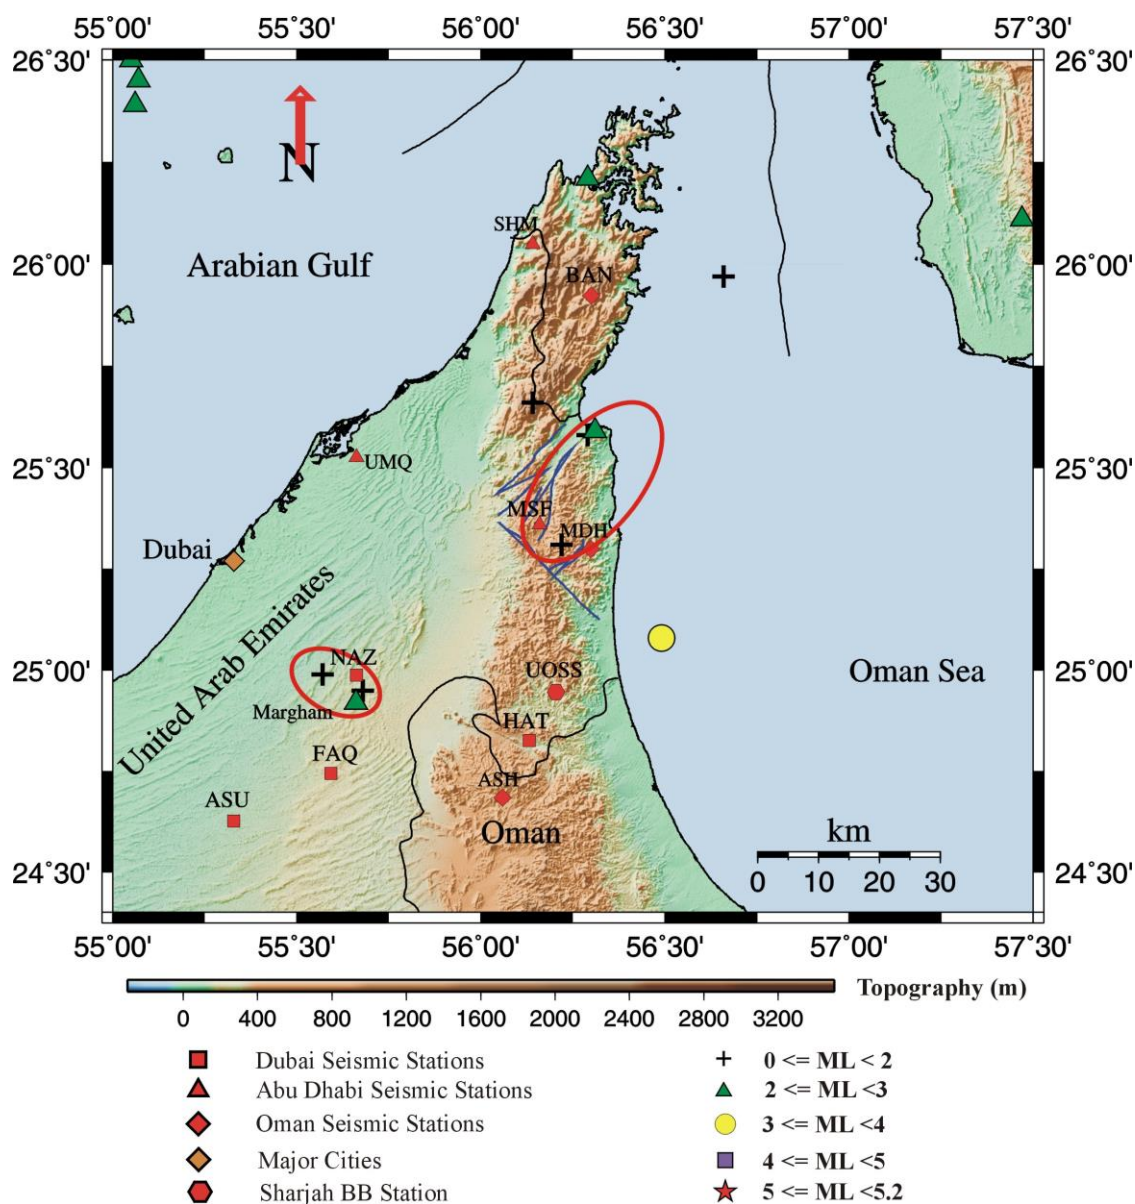 55˚00' 55˚30' 56˚00' 56˚30' 57˚00' 57˚30'
26˚30' 26˚30'
N
SHM
Arabian Gulf
26˚00' BAN 26˚00'
25˚30' UMQ 25˚30'
MSF
MDH
Dubai
United Arab Emirates
25˚00' NAZ UOSS Oman Sea 25˚00'
Margham
HAT
FAQ
ASH
ASU
Oman
km
24˚30' 0 10 20 30 24˚30'
55˚00' 55˚30' 56˚00' 56˚30' 57˚00' 57˚30'
Topography (m)
0 400 800 1200 1600 2000 2400 2800 3200
Dubai Seismic Stations 0 <= ML < 2
Abu Dhabi Seismic Stations 2 <= ML <3
Oman Seismic Stations 3 <= ML <4
Major Cities 4 <= ML <5
Sharjah BB Station 5 <= ML <5.2